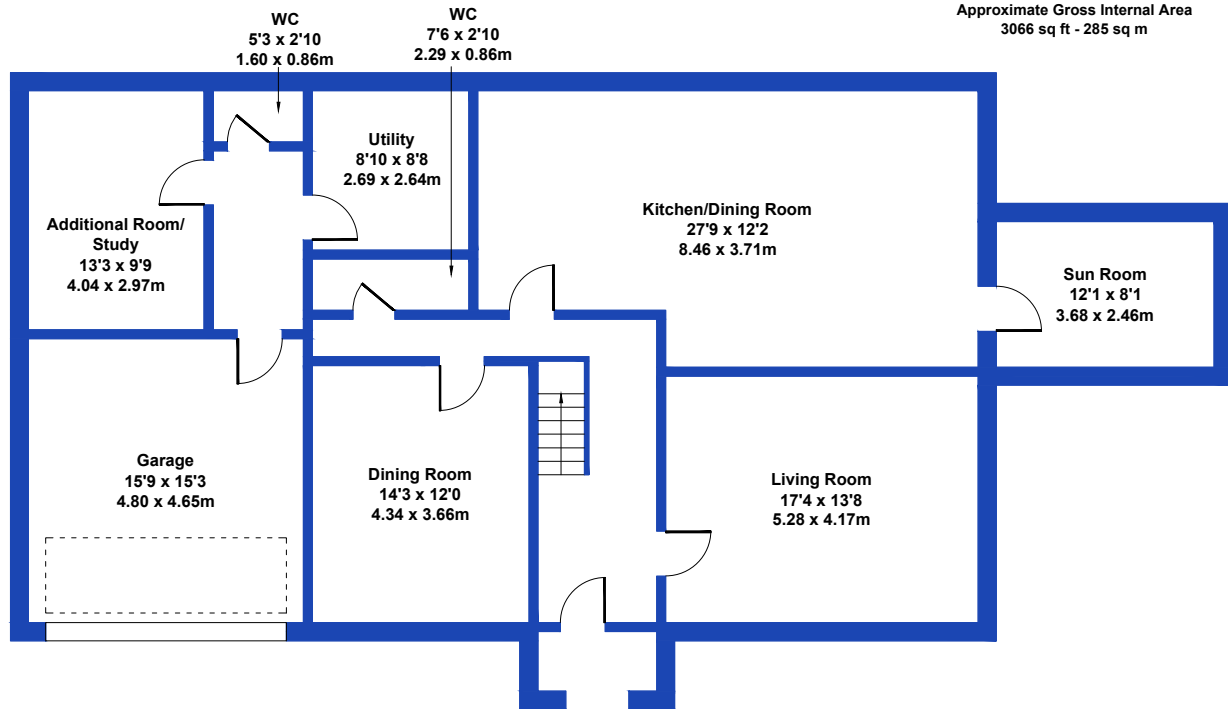 Approximate Gross Internal Area
3066 sq ft - 285 sq m
WC
5'3 x 2'10
1.60 x 0.86m
WC
7'6 x 2'10
2.29 x 0.86m
Utility
8'10 x 8'8
2.69 x 2.64m
Kitchen/Dining Room
27'9 x 12'2
8.46 x 3.71m
Additional Room/
Study
13'3 x 9'9
4.04 x 2.97m
Sun Room
12'1 x 8'1
3.68 x 2.46m
Garage
15'9 x 15'3
4.80 x 4.65m
Dining Room
14'3 x 12'0
4.34 x 3.66m
Living Room
17'4 x 13'8
5.28 x 4.17m